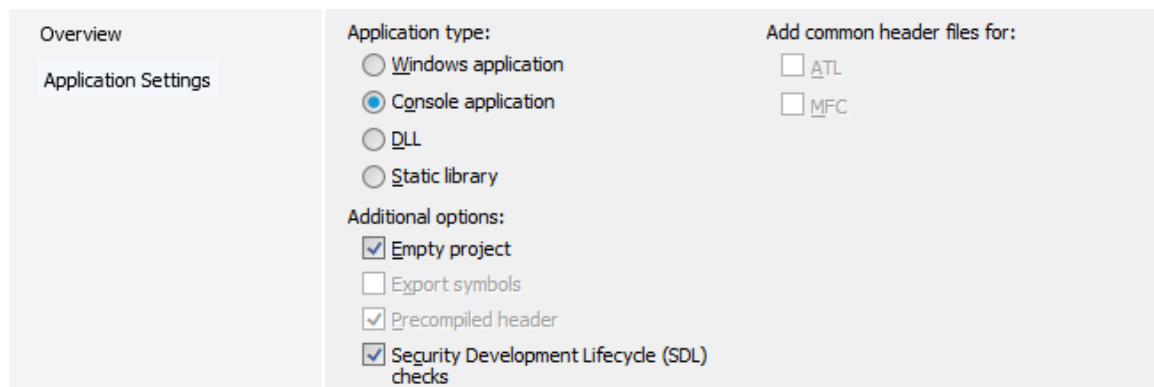 Overview
Application Settings
Application type:
Windows application
Console application
DLL
Static library
Additional options:
Empty project
Export symbols
Precompiled header
Security Development Lifecycle (SDL)
checks
Add common header files for:
ATL
MFC